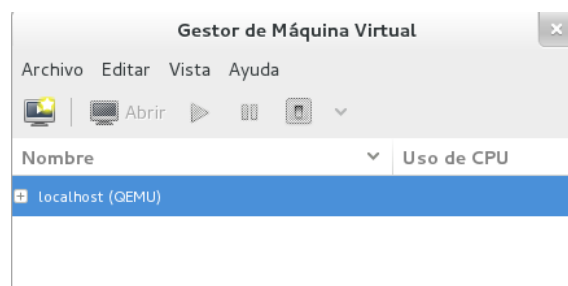 Gestor de Máquina Virtual
Archivo Editar Vista Ayuda
Abrir
Nombre Uso de CPU
localhost (QEMU)